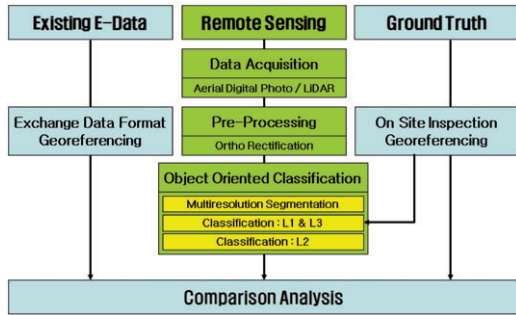 Existing E-Data
Remote Sensing
Ground Truth
Data Acquisition
Aerial Digital Photo / LiDAR
Exchange Data Format
Georeferencing
Pre-Processing
Ortho Rectification
On Site Inspection
Georeferencing
Object Oriented Classification
Multiresolution Segmentation
Classification : L1 & L3
Classification : L2
Comparison Analysis